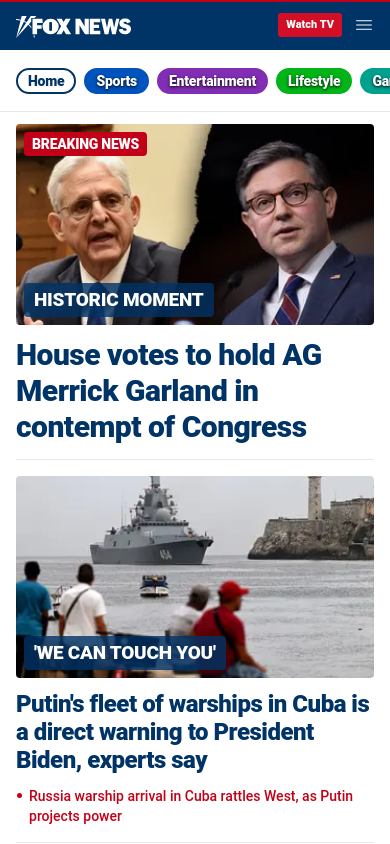 FOX NEWS
Watch TV
Home
Sports
Entertainment
Lifestyle
BREAKING NEWS
HISTORIC MOMENT
House votes to hold AG
Merrick Garland in
contempt of Congress
454
'WE CAN TOUCH YOU'
Putin's fleet of warships in Cuba is
a direct warning to President
Biden, experts say
• Russia warship arrival in Cuba rattles West, as Putin
projects power